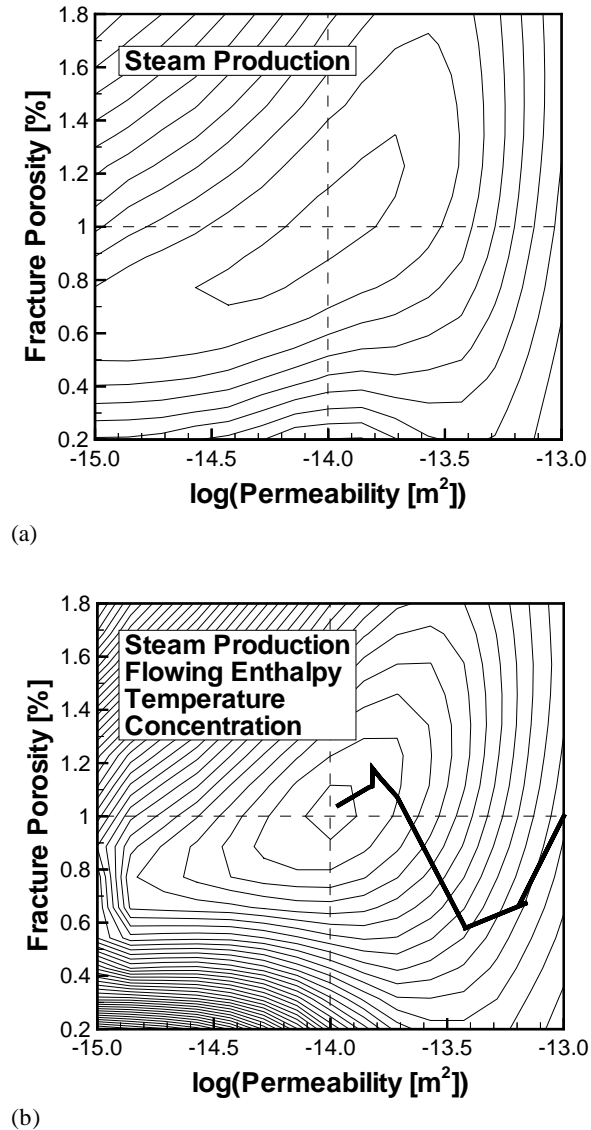 1.8
Steam Production
1.6
1.4
1.2
1
0.8
0.6
0.4
0.2
Fracture Porosity [%]
-15.0 -14.5 -14.0 -13.5 -13.0
log(Permeability [m²])
(a)
1.8
Steam Production
Flowing Enthalpy
Temperature
Concentration
1.6
1.4
1.2
1
0.8
0.6
0.4
0.2
Fracture Porosity [%]
-15.0 -14.5 -14.0 -13.5 -13.0
log(Permeability [m²])
(b)